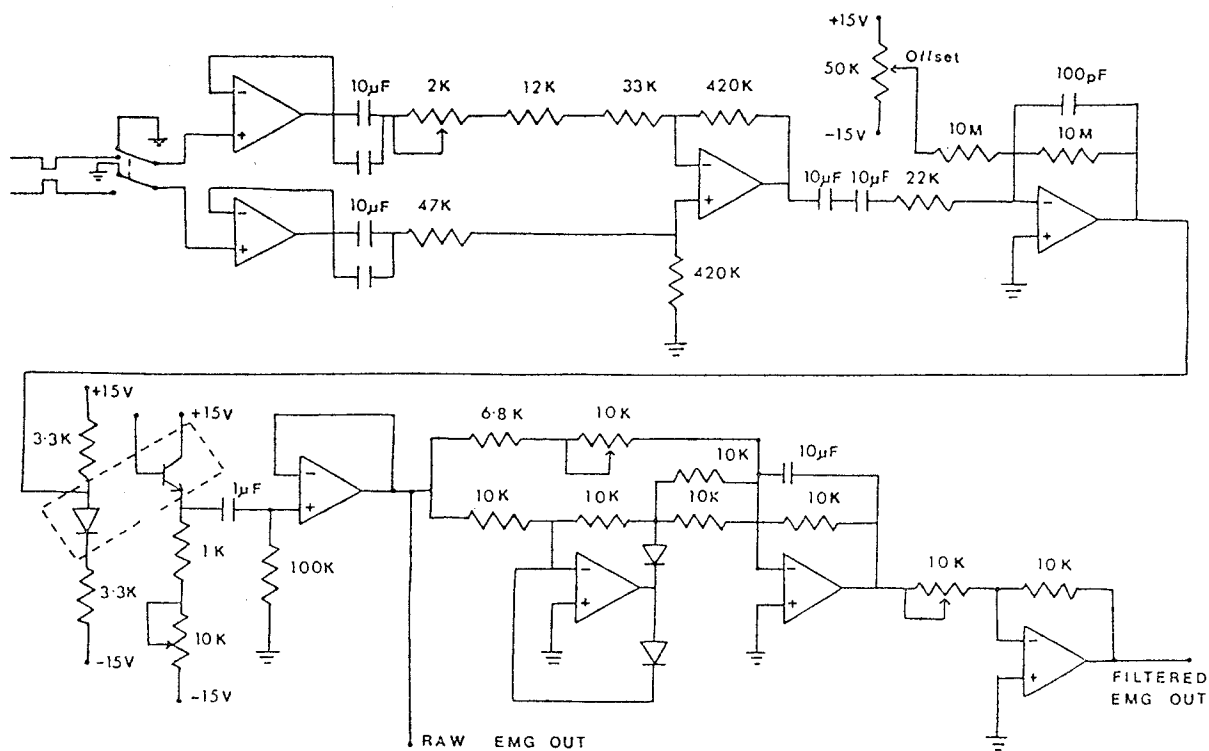 +15V
Offset
50K
-15V
10µF
2K
12K
33K
420K
100pF
10M
10M
10µF
10µF
22K
10µF
47K
420K
+15V
3·3K
+15V
1µF
1K
100K
3·3K
10K
-15V
-15V
6·8K
10K
10K
10µF
10K
10K
10K
10K
10K
10K
RAW EMG OUT
FILTERED
EMG OUT